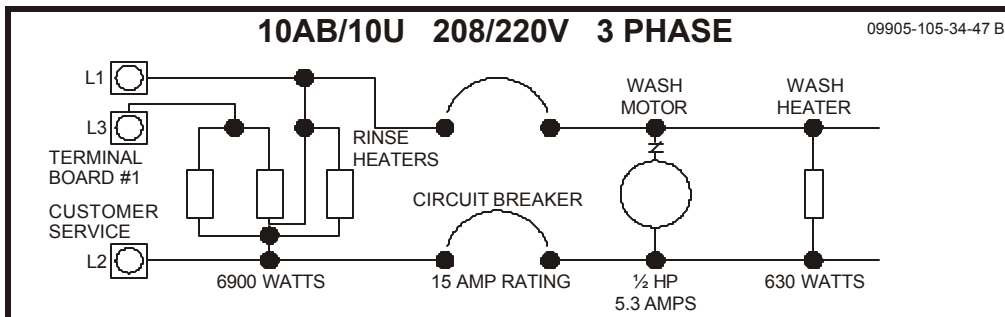 10AB/10U 208/220V 3 PHASE
09905-105-34-47 B
L1
L3
TERMINAL
BOARD #1
CUSTOMER
SERVICE
L2
RINSE
HEATERS
6900 WATTS
CIRCUIT BREAKER
15 AMP RATING
WASH
MOTOR
½ HP
5.3 AMPS
WASH
HEATER
630 WATTS